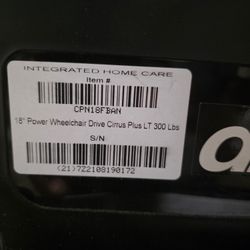 INTEGRATED HOME CARE
Item #
CPN18FBAN
18" Power Wheelchair Drive Cirrus Plus LT 300 Lbs
S/N
(21)7Z2108190172